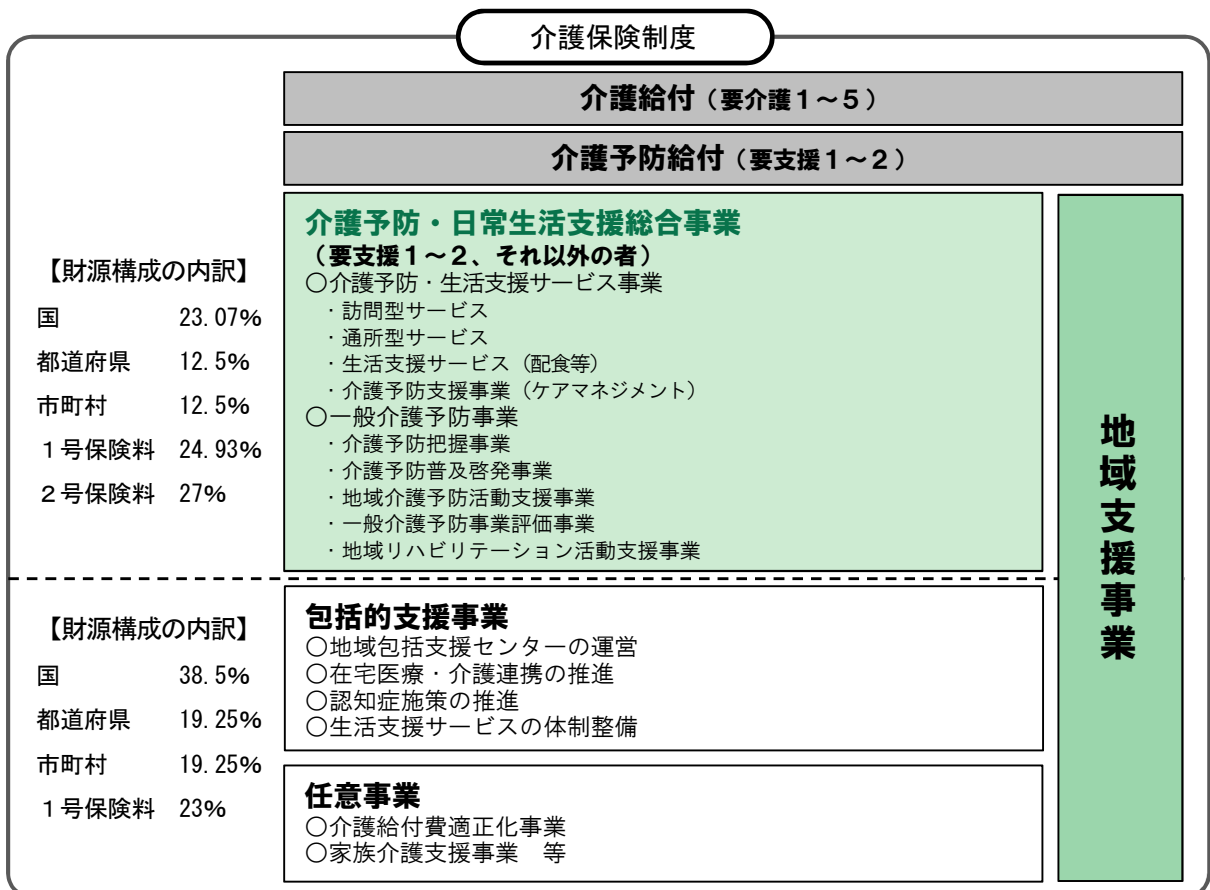 介護保険制度
介護給付（要介護１～５）
介護予防給付（要支援１～２）
【財源構成の内訳】
国 23.07%
都道府県 12.5%
市町村 12.5%
１号保険料 24.93%
２号保険料 27%
介護予防・日常生活支援総合事業
（要支援１～２、それ以外の者）
○介護予防・生活支援サービス事業
・訪問型サービス
・通所型サービス
・生活支援サービス（配食等）
・介護予防支援事業（ケアマネジメント）
○一般介護予防事業
・介護予防把握事業
・介護予防普及啓発事業
・地域介護予防活動支援事業
・一般介護予防事業評価事業
・地域リハビリテーション活動支援事業
地域支援事業
【財源構成の内訳】
国 38.5%
都道府県 19.25%
市町村 19.25%
１号保険料 23%
包括的支援事業
○地域包括支援センターの運営
○在宅医療・介護連携の推進
○認知症施策の推進
○生活支援サービスの体制整備
任意事業
○介護給付費適正化事業
○家族介護支援事業　等